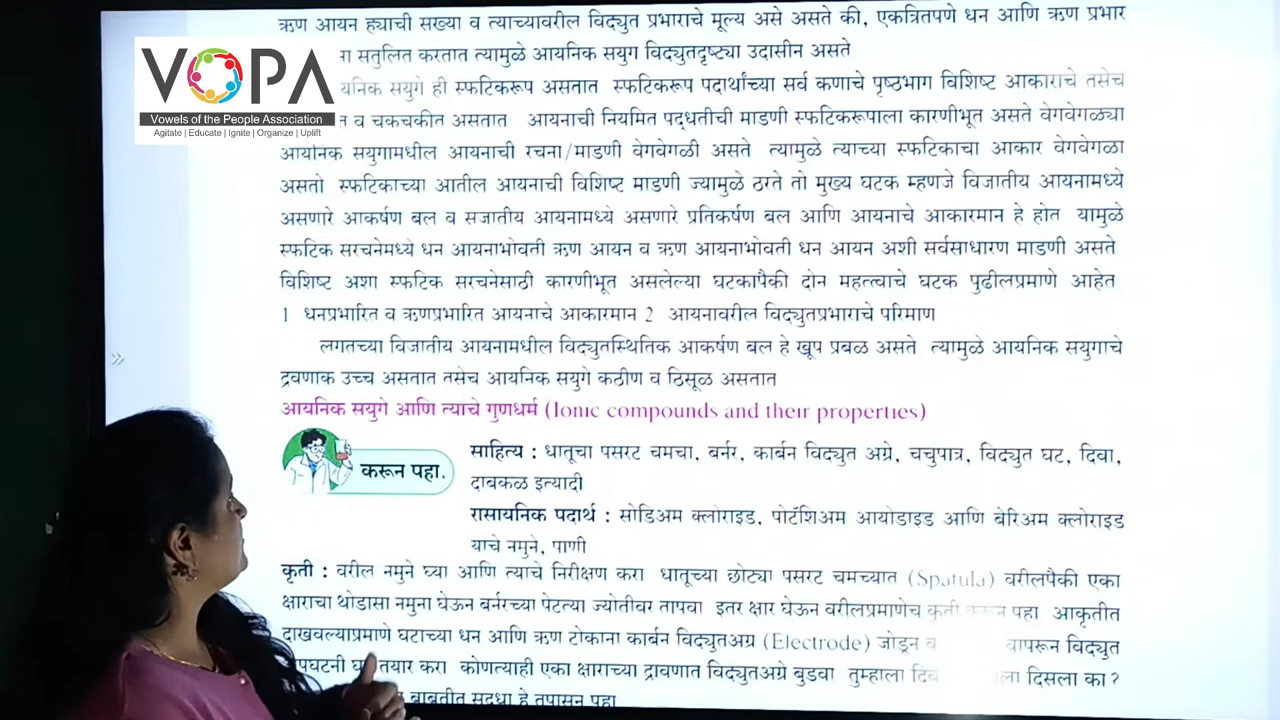 ऋण आयन ह्याची सख्या व त्याच्यावरील विद्युत प्रभाराचे मूल्य असे असते की, एकत्रितपणे धन आणि ऋण प्रभार
सतुलित करतात त्यामुळे आयनिक सयुग विद्युतदृष्ट्या उदासीन असते
VOPA
Vowels of the People Association
Agitate | Educate | Ignite | Organize | Uplift
यनिक सयुगे ही स्फटिकरूप असतात स्फटिकरूप पदार्थांच्या सर्व कणाचे पृष्ठभाग विशिष्ट आकाराचे तसेच
त व चकचकीत असतात आयनाची नियमित पद्धतीची माडणी स्फटिकरूपाला कारणीभूत असते वेगवेगळ्या
आयनिक सयुगामधील आयनाची रचना/माडणी वेगवेगळी असते त्यामुळे त्याच्या स्फटिकाचा आकार वेगवेगळा
असतो स्फटिकाच्या आतील आयनाची विशिष्ट माडणी ज्यामुळे ठरते तो मुख्य घटक म्हणजे विजातीय आयनामध्ये
असणारे आकर्षण बल व सजातीय आयनामध्ये असणारे प्रतिकर्षण बल आणि आयनाचे आकारमान हे होत यामुळे
स्फटिक सरचनेमध्ये धन आयनाभोवती ऋण आयन व ऋण आयनाभोवती धन आयन अशी सर्वसाधारण माडणी असते
विशिष्ट अशा स्फटिक सरचनेसाठी कारणीभूत असलेल्या घटकापैकी दोन महत्त्वाचे घटक पुढीलप्रमाणे आहेत
1 धनप्रभारित व ऋणप्रभारित आयनाचे आकारमान 2 आयनावरील विद्युतप्रभाराचे परिमाण
लगतच्या विजातीय आयनामधील विद्युतस्थितिक आकर्षण बल हे खूप प्रबळ असते त्यामुळे आयनिक सयुगाचे
द्रवणाक उच्च असतात तसेच आयनिक सयुगे कठीण व ठिसूळ असतात
आयनिक सयुगे आणि त्याचे गुणधर्म (Ionic compounds and their properties)
करून पहा.
साहित्य : धातूचा पसरट चमचा, बर्नर, कार्बन विद्युत अग्रे, चचुपात्र, विद्युत घट, दिवा,
दाबकळ इत्यादी
रासायनिक पदार्थ : सोडिअम क्लोराइड, पोटॅशिअम आयोडाइड आणि बेरिअम क्लोराइड
याचे नमुने, पाणी
कृती : वरील नमुने घ्या आणि त्याचे निरीक्षण करा धातूच्या छोट्या पसरट चमच्यात (Spatula) वरीलपैकी एका
क्षाराचा थोडासा नमुना घेऊन बर्नरच्या पेटत्या ज्योतीवर तापवा इतर क्षार घेऊन वरीलप्रमाणेच कृती करून पहा आकृतीत
दाखवल्याप्रमाणे घटाच्या धन आणि ऋण टोकाना कार्बन विद्युतअग्र (Electrode) जोडून व वापरून विद्युत
पघटनी घ तयार करा कोणत्याही एका क्षाराच्या द्रावणात विद्युतअग्रे बुडवा तुम्हाला दिव ला दिसला का?
बाबतीत सुद्धा हे तपासून पहा